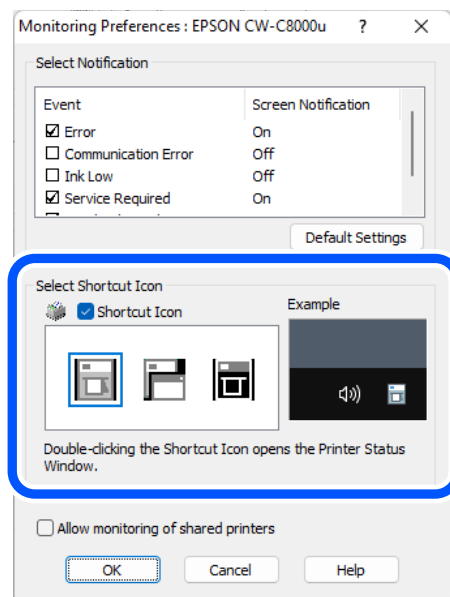 Monitoring Preferences : EPSON CW-C8000u ? ✕
Select Notification
Event Screen Notification
Error On
Communication Error Off
Ink Low Off
Service Required On
Default Settings
Select Shortcut Icon
Shortcut Icon
Example
Double-clicking the Shortcut Icon opens the Printer Status
Window.
Allow monitoring of shared printers
OK Cancel Help